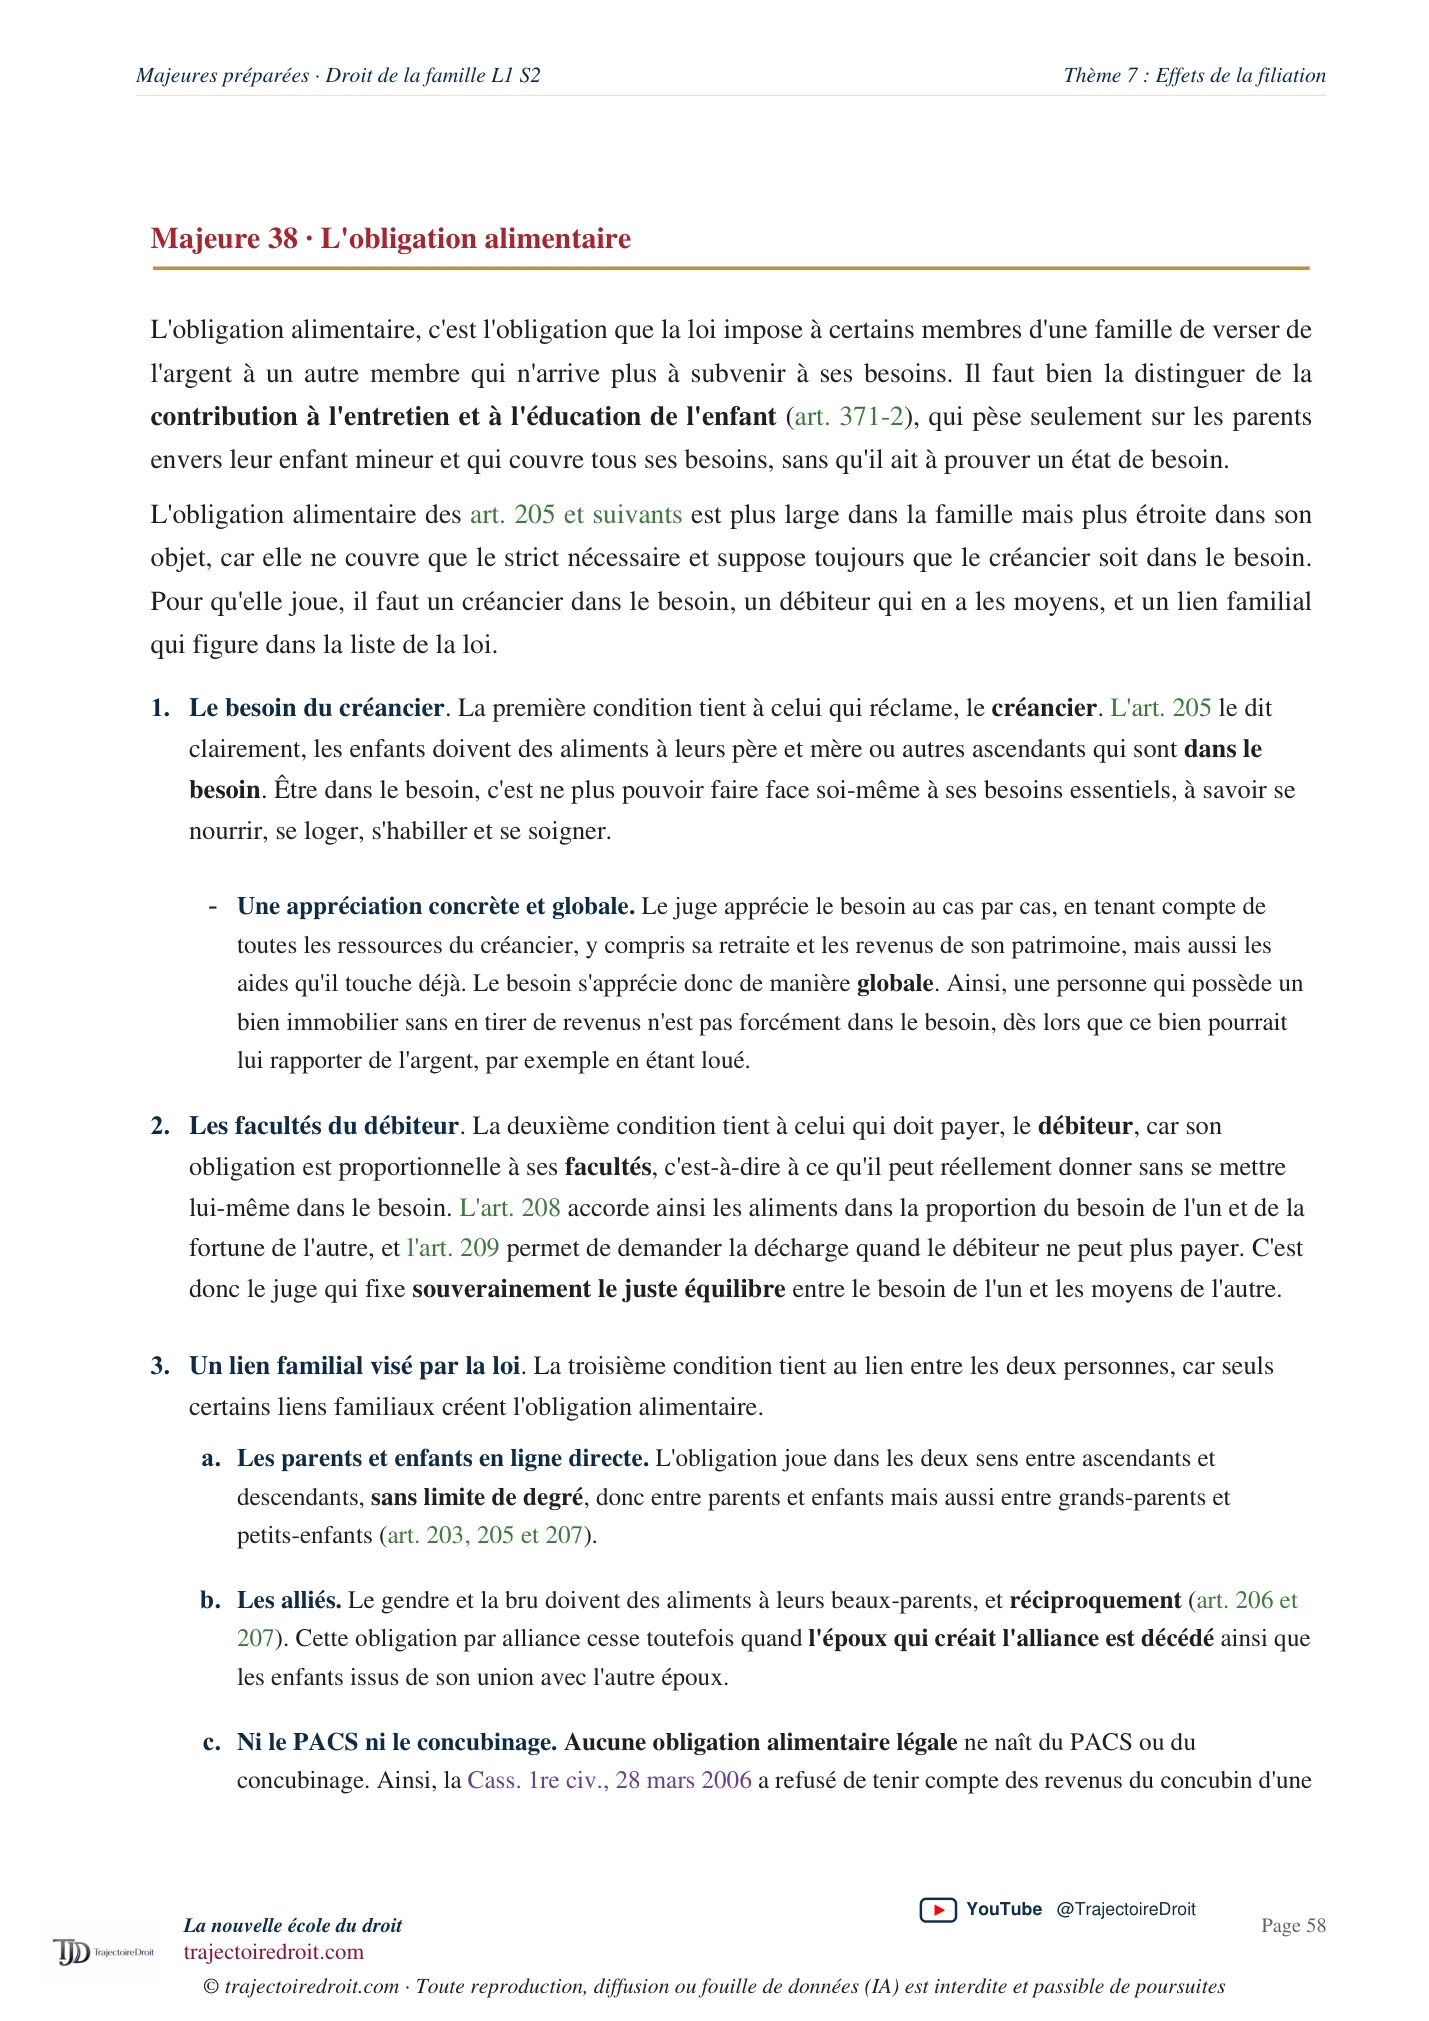 Majeures préparées · Droit de la famille L1 S2
Thème 7 : Effets de la filiation
Majeure 38 · L'obligation alimentaire
L'obligation alimentaire, c'est l'obligation que la loi impose à certains membres d'une famille de verser de
l'argent à un autre membre qui n'arrive plus à subvenir à ses besoins. Il faut bien la distinguer de la
contribution à l'entretien et à l'éducation de l'enfant (art. 371-2), qui pèse seulement sur les parents
envers leur enfant mineur et qui couvre tous ses besoins, sans qu'il ait à prouver un état de besoin.
L'obligation alimentaire des art. 205 et suivants est plus large dans la famille mais plus étroite dans son
objet, car elle ne couvre que le strict nécessaire et suppose toujours que le créancier soit dans le besoin.
Pour qu'elle joue, il faut un créancier dans le besoin, un débiteur qui en a les moyens, et un lien familial
qui figure dans la liste de la loi.
1. Le besoin du créancier. La première condition tient à celui qui réclame, le créancier. L'art. 205 le dit
clairement, les enfants doivent des aliments à leurs père et mère ou autres ascendants qui sont dans le
besoin. Être dans le besoin, c'est ne plus pouvoir faire face soi-même à ses besoins essentiels, à savoir se
nourrir, se loger, s'habiller et se soigner.
- Une appréciation concrète et globale. Le juge apprécie le besoin au cas par cas, en tenant compte de
toutes les ressources du créancier, y compris sa retraite et les revenus de son patrimoine, mais aussi les
aides qu'il touche déjà. Le besoin s'apprécie donc de manière globale. Ainsi, une personne qui possède un
bien immobilier sans en tirer de revenus n'est pas forcément dans le besoin, dès lors que ce bien pourrait
lui rapporter de l'argent, par exemple en étant loué.
2. Les facultés du débiteur. La deuxième condition tient à celui qui doit payer, le débiteur, car son
obligation est proportionnelle à ses facultés, c'est-à-dire à ce qu'il peut réellement donner sans se mettre
lui-même dans le besoin. L'art. 208 accorde ainsi les aliments dans la proportion du besoin de l'un et de la
fortune de l'autre, et l'art. 209 permet de demander la décharge quand le débiteur ne peut plus payer. C'est
donc le juge qui fixe souverainement le juste équilibre entre le besoin de l'un et les moyens de l'autre.
3. Un lien familial visé par la loi. La troisième condition tient au lien entre les deux personnes, car seuls
certains liens familiaux créent l'obligation alimentaire.
a. Les parents et enfants en ligne directe. L'obligation joue dans les deux sens entre ascendants et
descendants, sans limite de degré, donc entre parents et enfants mais aussi entre grands-parents et
petits-enfants (art. 203, 205 et 207).
b. Les alliés. Le gendre et la bru doivent des aliments à leurs beaux-parents, et réciproquement (art. 206 et
207). Cette obligation par alliance cesse toutefois quand l'époux qui créait l'alliance est décédé ainsi que
les enfants issus de son union avec l'autre époux.
c. Ni le PACS ni le concubinage. Aucune obligation alimentaire légale ne naît du PACS ou du
concubinage. Ainsi, la Cass. 1re civ., 28 mars 2006 a refusé de tenir compte des revenus du concubin d'une
YouTube @TrajectoireDroit
La nouvelle école du droit
Page 58
TJD TrajectoireDroit
trajectoiredroit.com
© trajectoiredroit.com · Toute reproduction, diffusion ou fouille de données (IA) est interdite et passible de poursuites